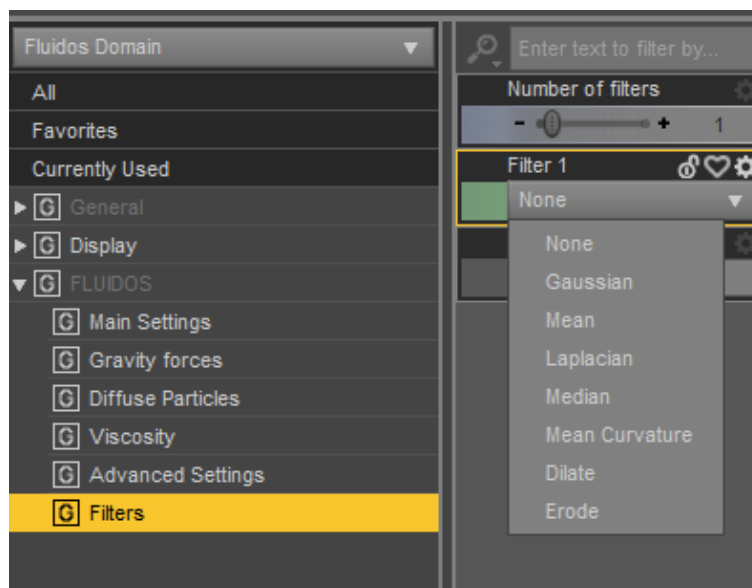 Fluidos Domain
All
Favorites
Currently Used
G General
G Display
G FLUIDOS
G Main Settings
G Gravity forces
G Diffuse Particles
G Viscosity
G Advanced Settings
G Filters
Enter text to filter by...
Number of filters
- + 1
Filter 1
None
None
Gaussian
Mean
Laplacian
Median
Mean Curvature
Dilate
Erode